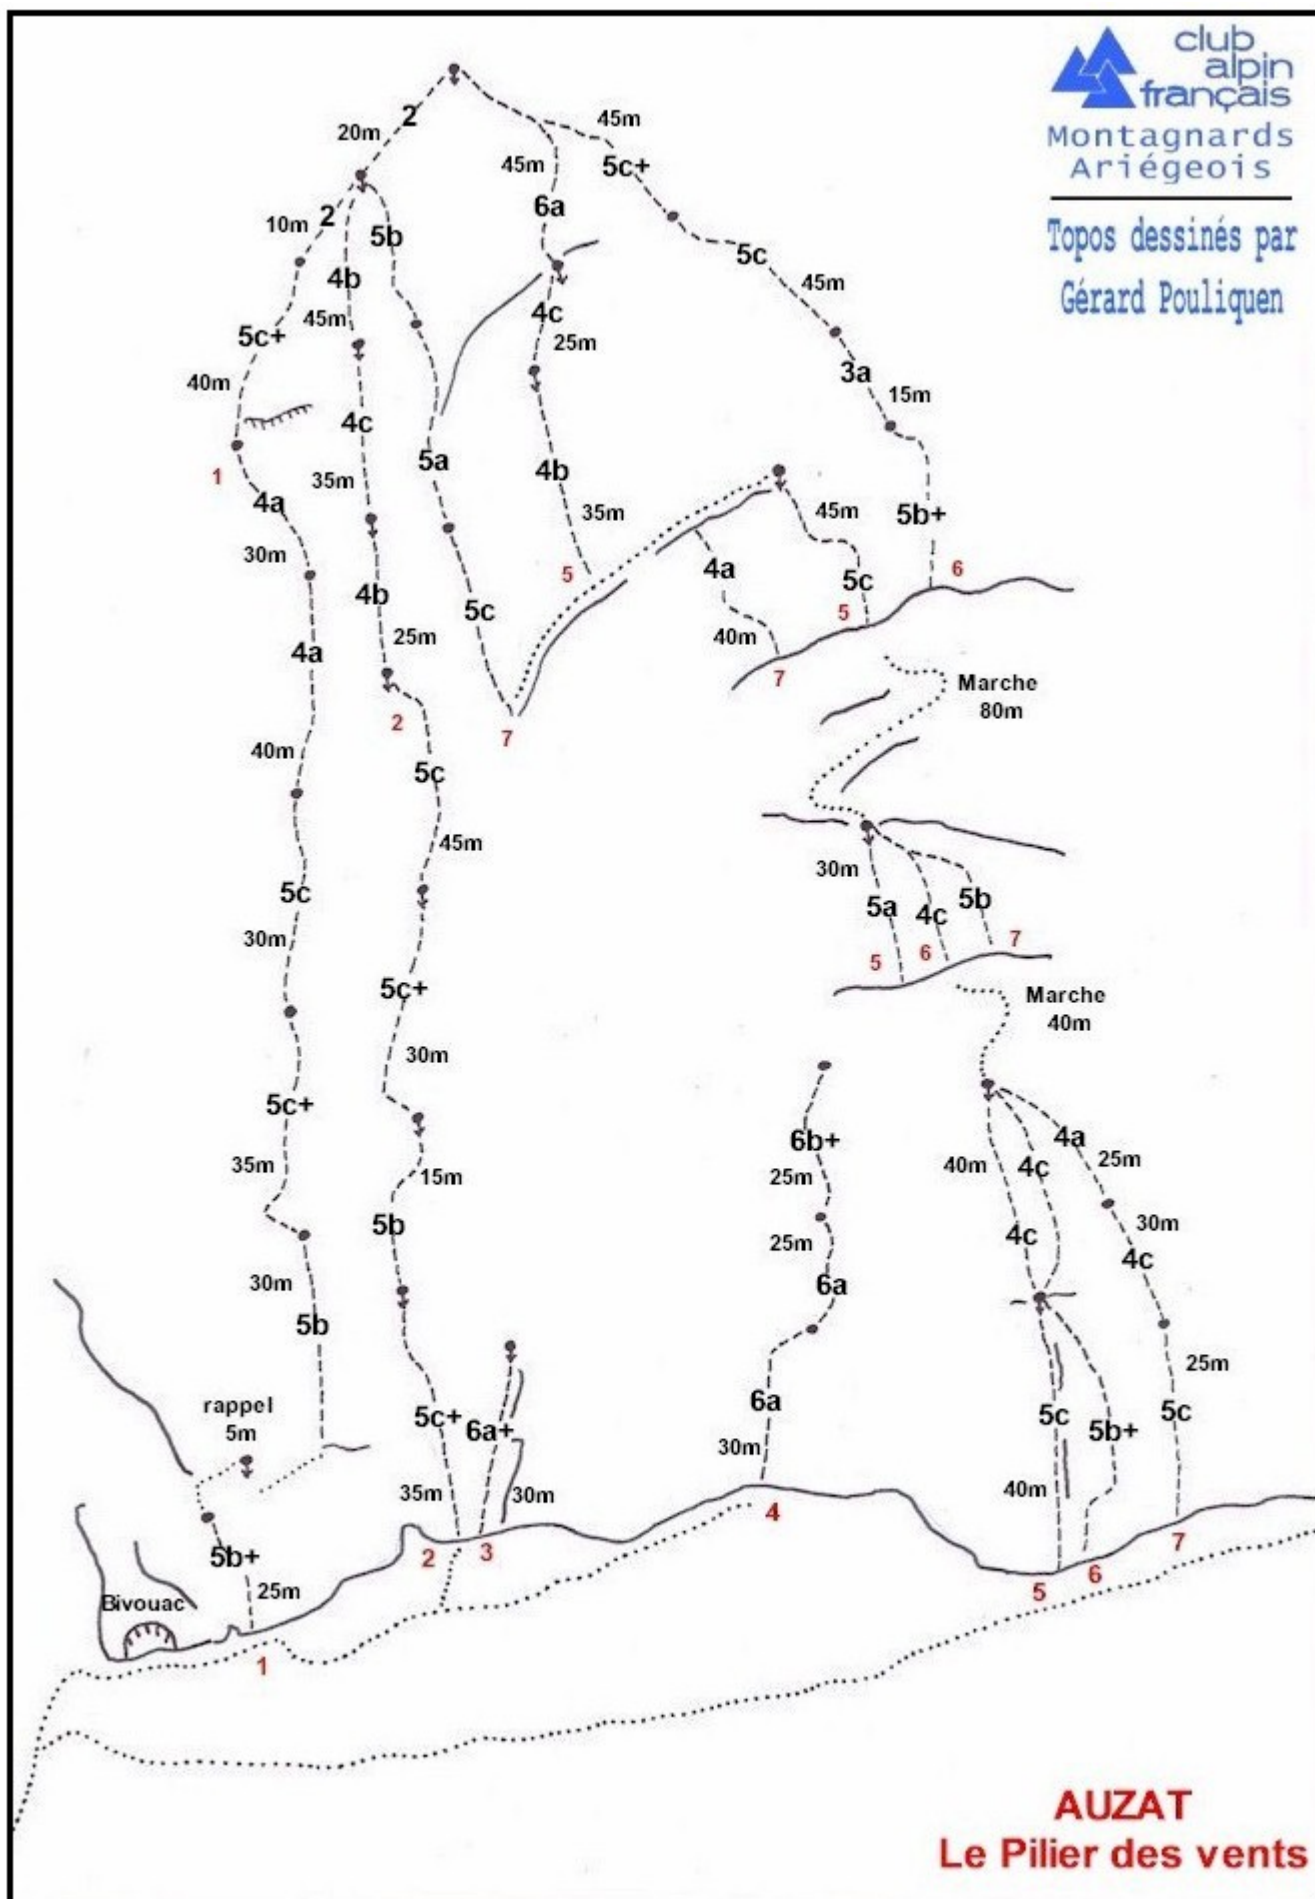 club
alpin
français
Montagnards
Ariégeois
Topos dessinés par
Gérard Pouliquen
2
20m
45m
45m
5c+
6a
10m
2
5b
5c
4b
45m
45m
4c
5c+
25m
3a
40m
15m
4c
5a
4b
1
35m
4a
35m
45m
5b+
30m
5
4a
5c
6
4b
5c
5
25m
40m
4a
7
Marche
80m
2
7
40m
5c
45m
30m
5c
5a
4c
5b
30m
5
6
7
5c+
Marche
40m
30m
5c+
6b+
4a
35m
15m
25m
40m
4c
25m
5b
25m
4c
30m
4c
30m
6a
5b
25m
rappel
5m
5c+
6a+
6a
5c
5b+
5c
30m
35m
30m
40m
4
2
3
7
5b+
25m
5
6
Bivouac
1
AUZAT
Le Pilier des vents